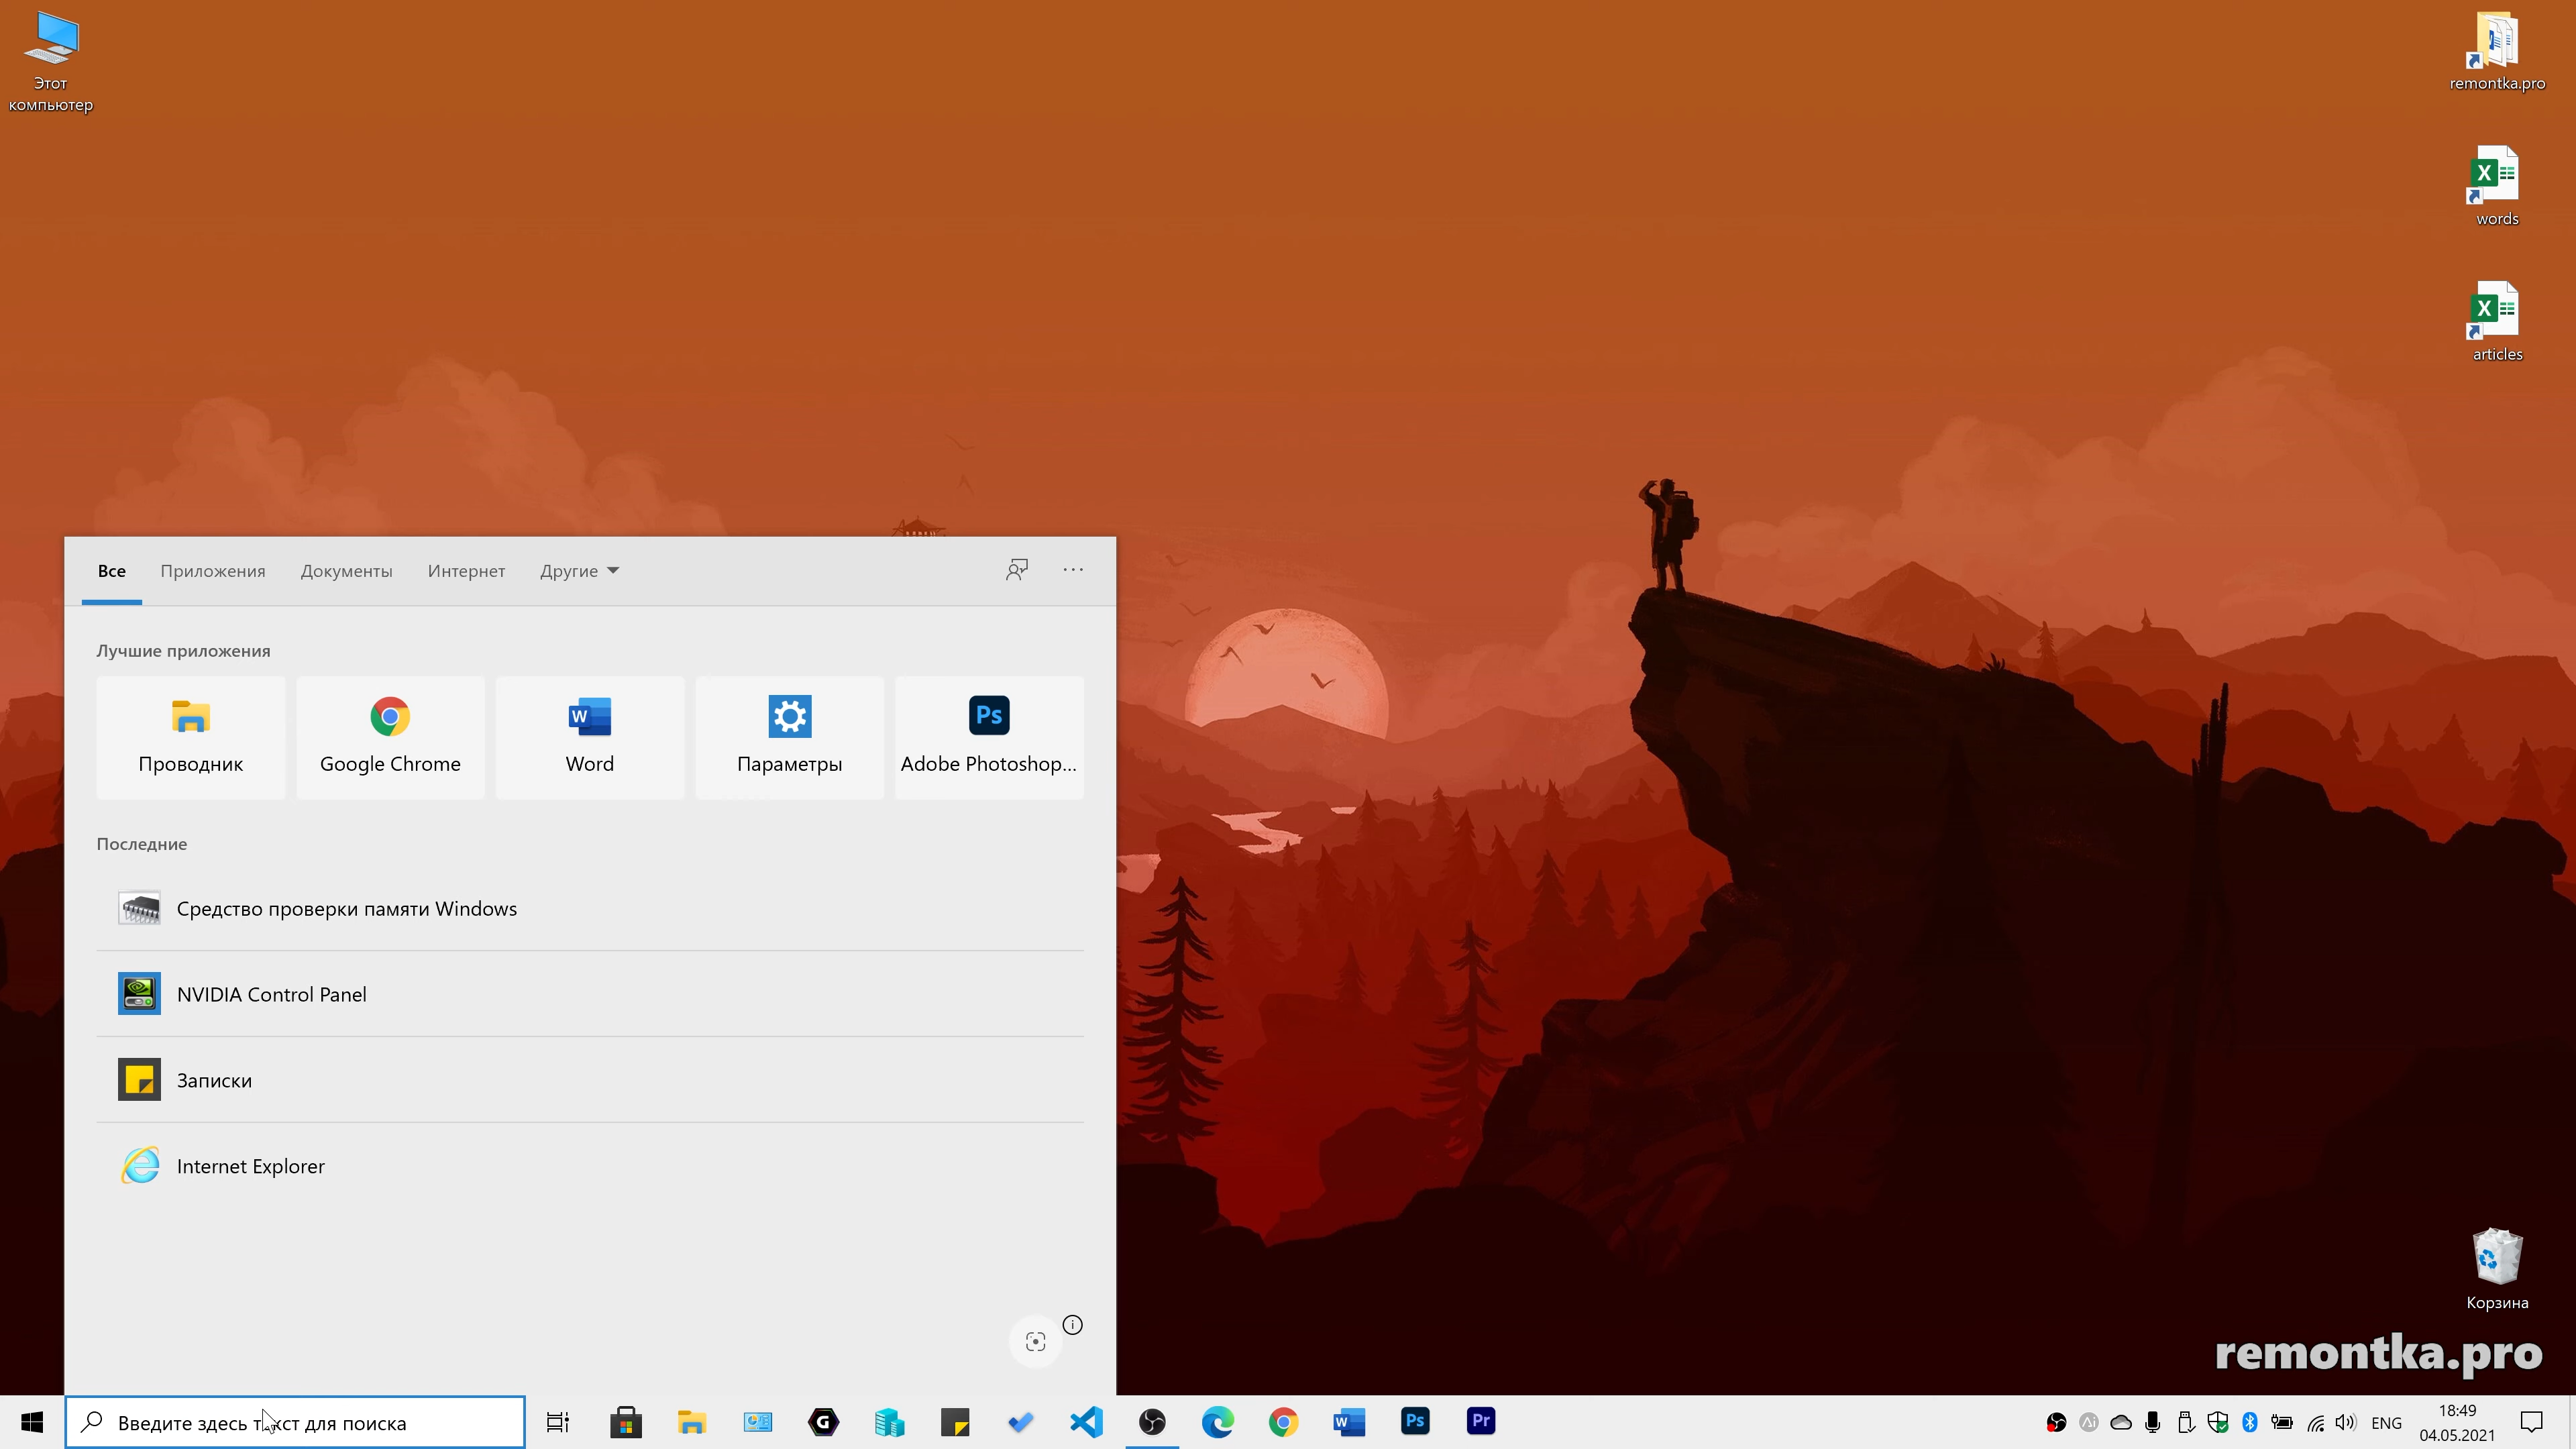 Этот
компьютер
remontka.pro
words
articles
Все Приложения Документы Интернет Другие
Лучшие приложения
Проводник Google Chrome Word Параметры Adobe Photoshop...
Последние
Средство проверки памяти Windows
NVIDIA Control Panel
Записки
Internet Explorer
Корзина
remontka.pro
Введите здесь текст для поиска
ENG
18:49
04.05.2021